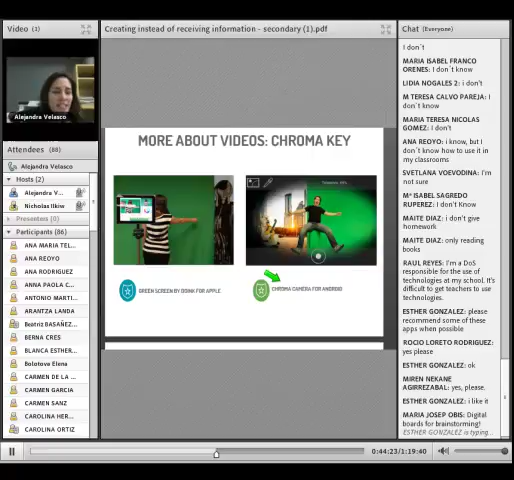 Video (1)
Alejandra Velasco
Attendees (88)
Alejandra Velasco
Hosts (2)
Alejandra V...
Nicholas Ilkiw
Presenters (0)
Participants (86)
ANA MARIA TEL...
ANA REOYO
ANA RODRIGUEZ
ANNA PAOLA C...
ANTONIO MARTI...
ARANTZA LANDA
Beatriz BASAÑEZ...
BERNA CRES
BLANCA ESTHER...
Bolotova Elena
CARMEN DE LA ...
CARMEN GARCIA
CARMEN SANZ
CAROLINA HER...
CAROLINA ORTIZ
Creating instead of receiving information - secondary (1).pdf
MORE ABOUT VIDEOS: CHROMA KEY
GREEN SCREEN BY DOINK FOR APPLE
CHROMA CAMERA FOR ANDROID
0:44:23/1:19:40
Chat (Everyone)
I don´t
MARIA ISABEL FRANCO
ORENES: I don´t know
LIDIA NOGALES 2: i don't
M TERESA CALVO PAREJA: I
don´t know
MARIA TERESA NICOLAS
GOMEZ: I don't
ANA REOYO: i know, but I
don´t know how to use it in
my classrooms
SVETLANA VOEVODINA: I'm
not sure
Mª ISABEL SAGREDO
RUPEREZ: I don't Know
MAITE DIAZ: i don't give
homework
MAITE DIAZ: only reading
books
RAUL REYES: I'm a DoS
responsible for the use of
technologies at my school. It's
difficult to get teachers to use
technologies.
ESTHER GONZALEZ: please
recommend some of these
apps when possible
ROCIO LORETO RODRIGUEZ:
yes please
ESTHER GONZALEZ: ok
MIREN NEKANE
AGIRREZABAL: yes, please.
ESTHER GONZALEZ: i like it
MARIA JOSEP OBIS: Digital
boards for brainstorming!
ESTHER GONZALEZ is typing...